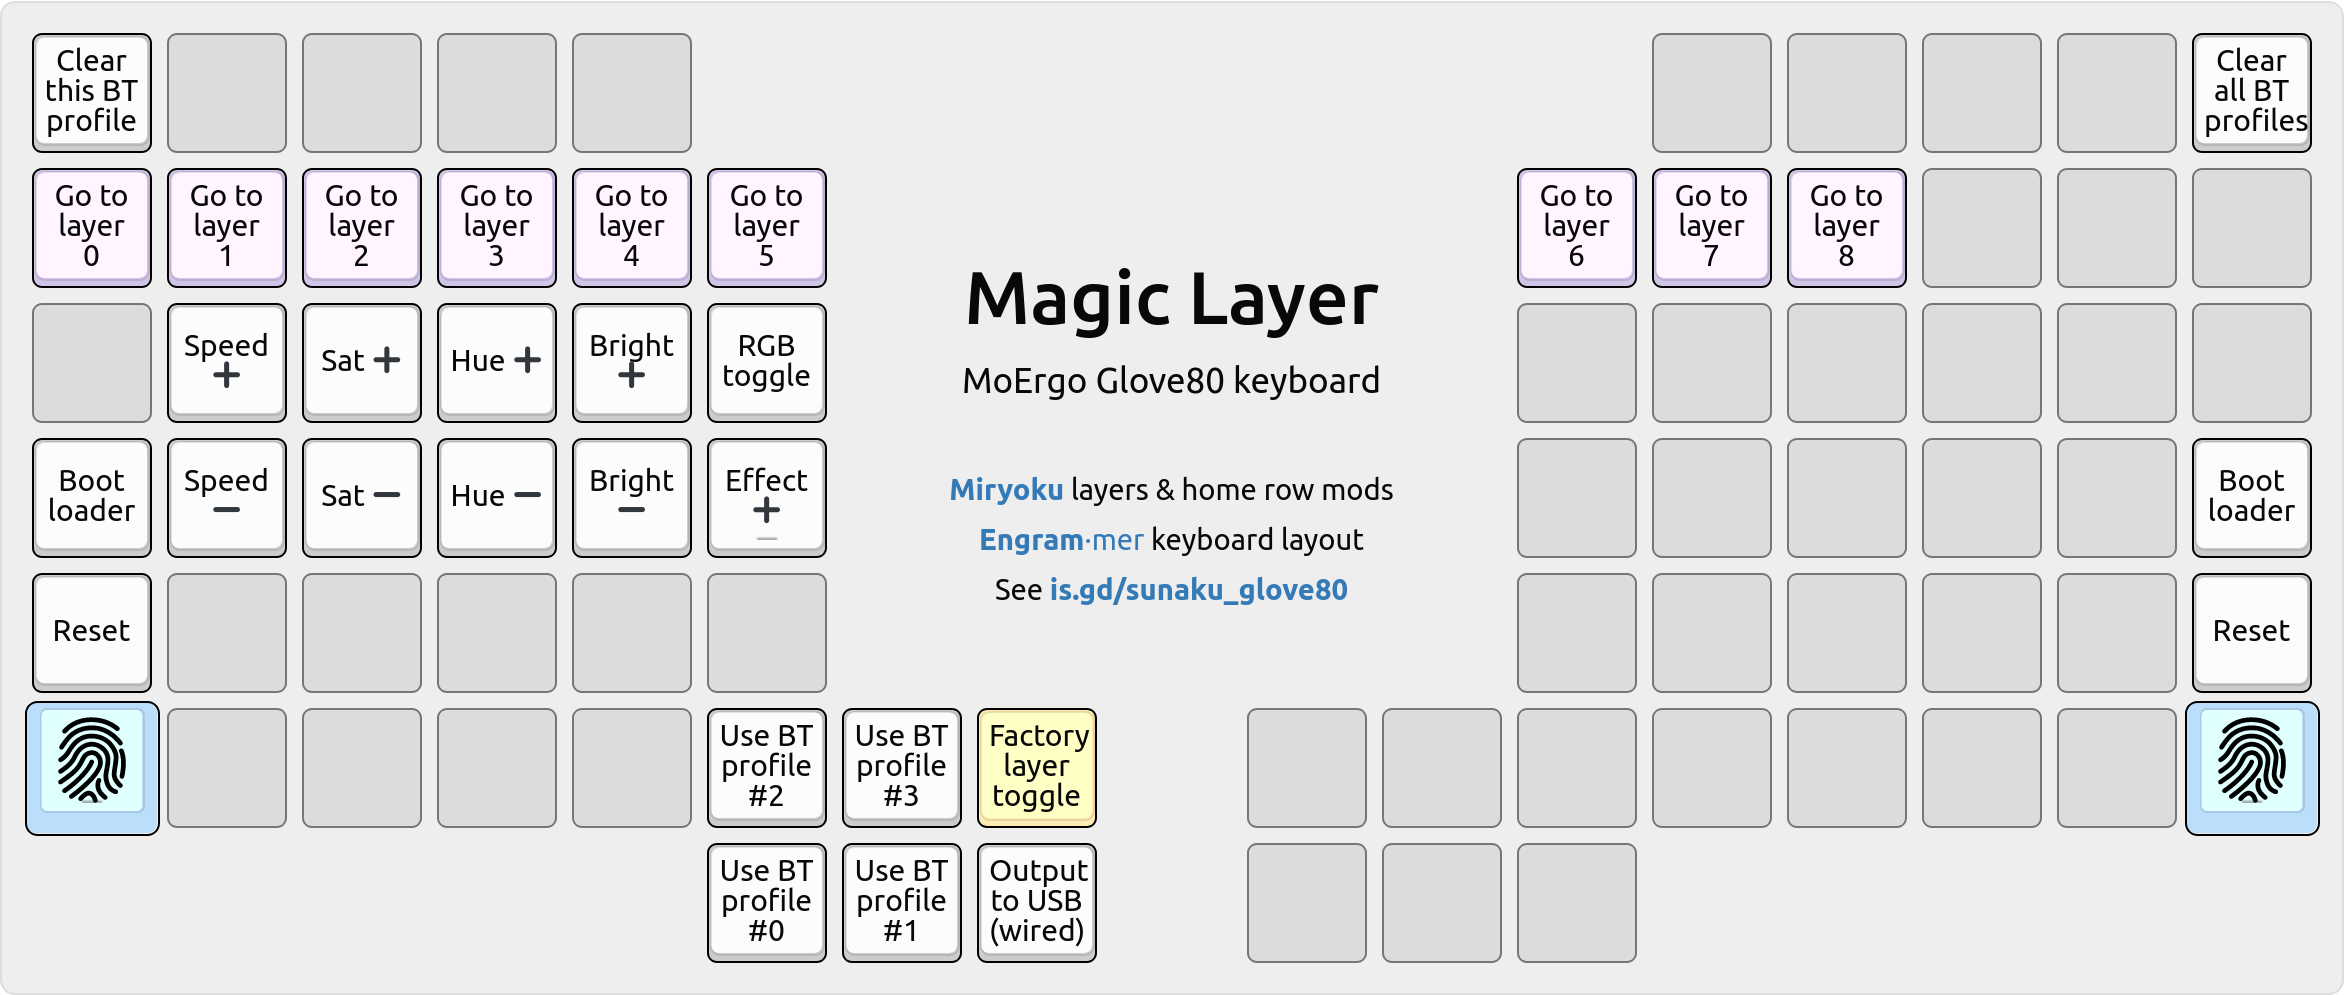 Clear
this BT
profile
Clear
all BT
profiles
Go to
layer
0
Go to
layer
1
Go to
layer
2
Go to
layer
3
Go to
layer
4
Go to
layer
5
Go to
layer
6
Go to
layer
7
Go to
layer
8
Magic Layer
MoErgo Glove80 keyboard
Miryoku layers & home row mods
Engram·mer keyboard layout
See is.gd/sunaku_glove80
Speed
+
Sat +
Hue +
Bright
+
RGB
toggle
Boot
loader
Speed
−
Sat −
Hue −
Bright
−
Effect
+
Boot
loader
Reset
Reset
Use BT
profile
#2
Use BT
profile
#3
Factory
layer
toggle
Use BT
profile
#0
Use BT
profile
#1
Output
to USB
(wired)